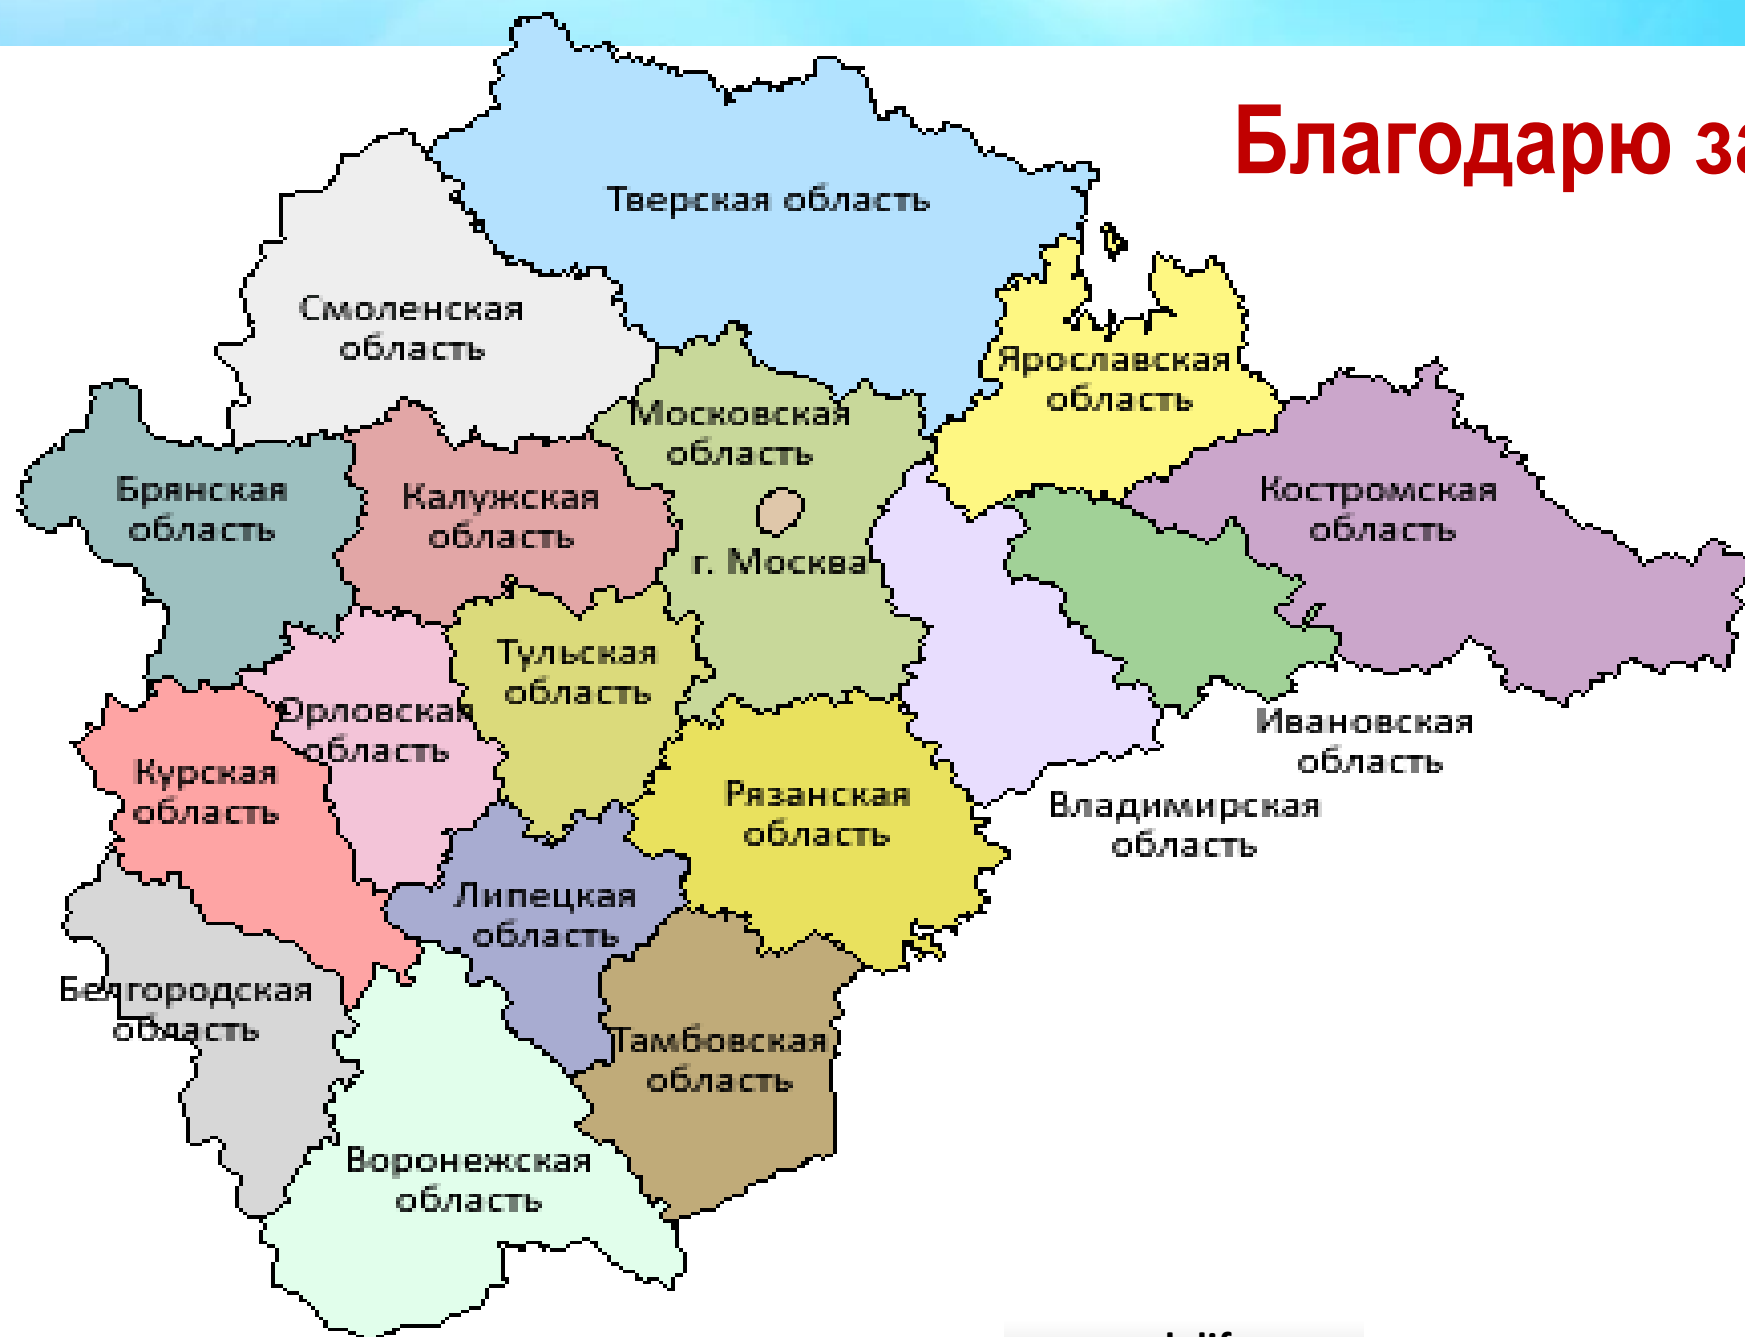 Благодарю за
Тверская область
Смоленская
область
Ярославская
область
Московская
область
Брянская
область
Калужская
область
Костромская
область
г. Москва
Тульская
область
Орловская
область
Ивановская
область
Курская
область
Рязанская
область
Владимирская
область
Липецкая
область
Белгородская
область
Тамбовская
область
Воронежская
область